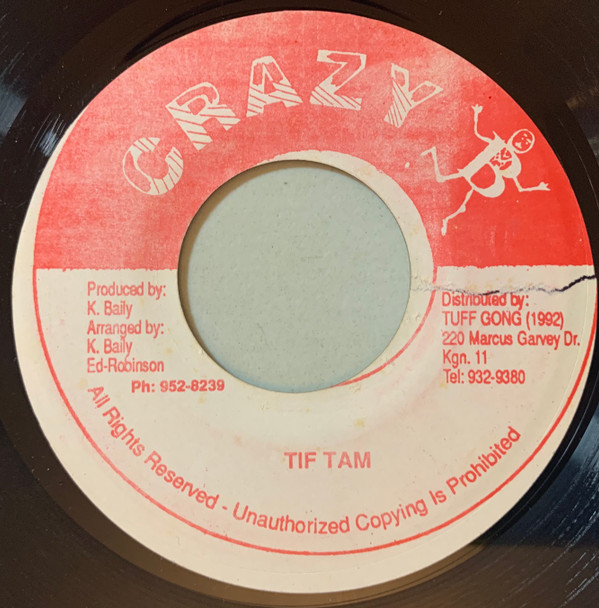 CRAZY
B
Produced by:
K. Baily
Arranged by:
K. Baily
Ed-Robinson
Ph: 952-8239
Distributed by:
TUFF GONG (1992)
220 Marcus Garvey Dr.
Kgn. 11
Tel: 932-9380
TIF TAM
All Rights Reserved - Unauthorized Copying Is Prohibited